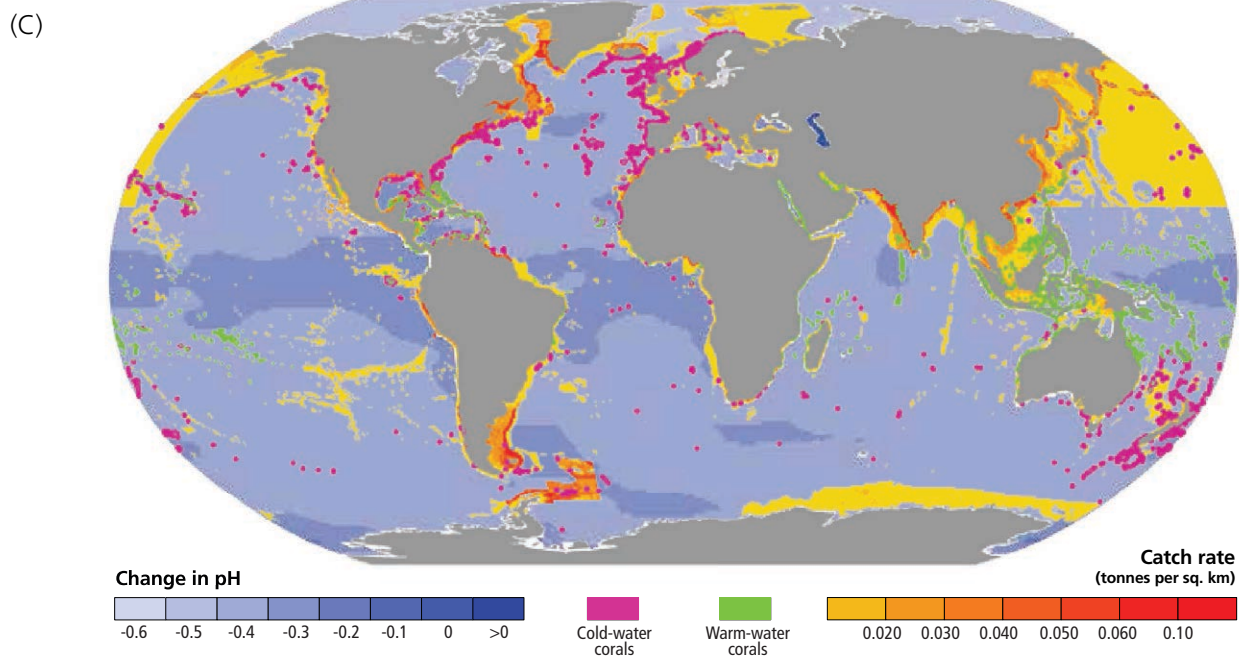 (C)
Change in pH
-0.6 -0.5 -0.4 -0.3 -0.2 -0.1 0 >0
Cold-water
corals
Warm-water
corals
Catch rate
(tonnes per sq. km)
0.020 0.030 0.040 0.050 0.060 0.10